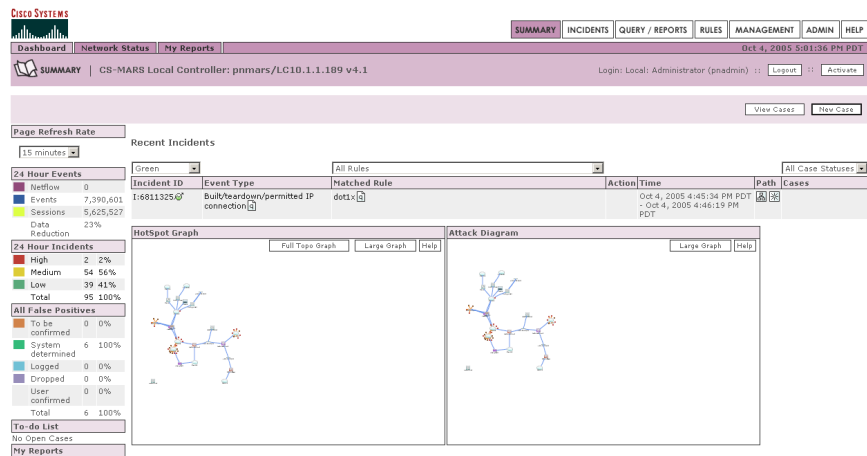 CISCO SYSTEMS
SUMMARY INCIDENTS QUERY / REPORTS RULES MANAGEMENT ADMIN HELP
Dashboard Network Status My Reports Oct 4, 2005 5:01:36 PM PDT
SUMMARY | CS-MARS Local Controller: pnmars/LC10.1.1.189 v4.1 Login: Local: Administrator (pnadmin) :: Logout :: Activate
View Cases New Case
Page Refresh Rate
15 minutes
Recent Incidents
Green All Rules All Case Statuses
Incident ID Event Type Matched Rule Action Time Path Cases
I:6811325 Built/teardown/permitted IP connection q dot1x q Oct 4, 2005 4:45:34 PM PDT
- Oct 4, 2005 4:46:19 PM
PDT
24 Hour Events
Netflow 0
Events 7,390,601
Sessions 5,625,527
Data Reduction 23%
24 Hour Incidents
High 2 2%
Medium 54 56%
Low 39 41%
Total 95 100%
All False Positives
To be confirmed 0 0%
System determined 6 100%
Logged 0 0%
Dropped 0 0%
User confirmed 0 0%
Total 6 100%
To-do List
No Open Cases
My Reports
HotSpot Graph
Full Topo Graph Large Graph Help
Attack Diagram
Large Graph Help